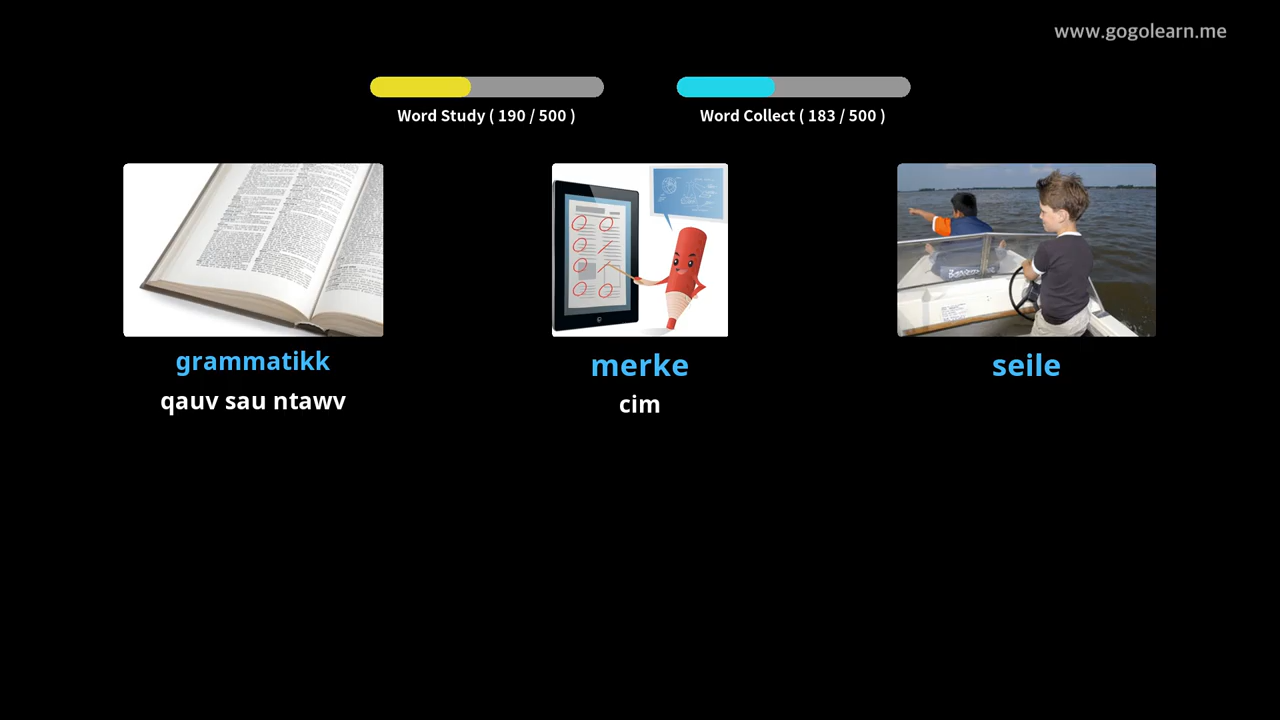 www.gogolearn.me
Word Study ( 190 / 500 )
Word Collect ( 183 / 500 )
grammatikk
merke
seile
qauv sau ntawv
cim